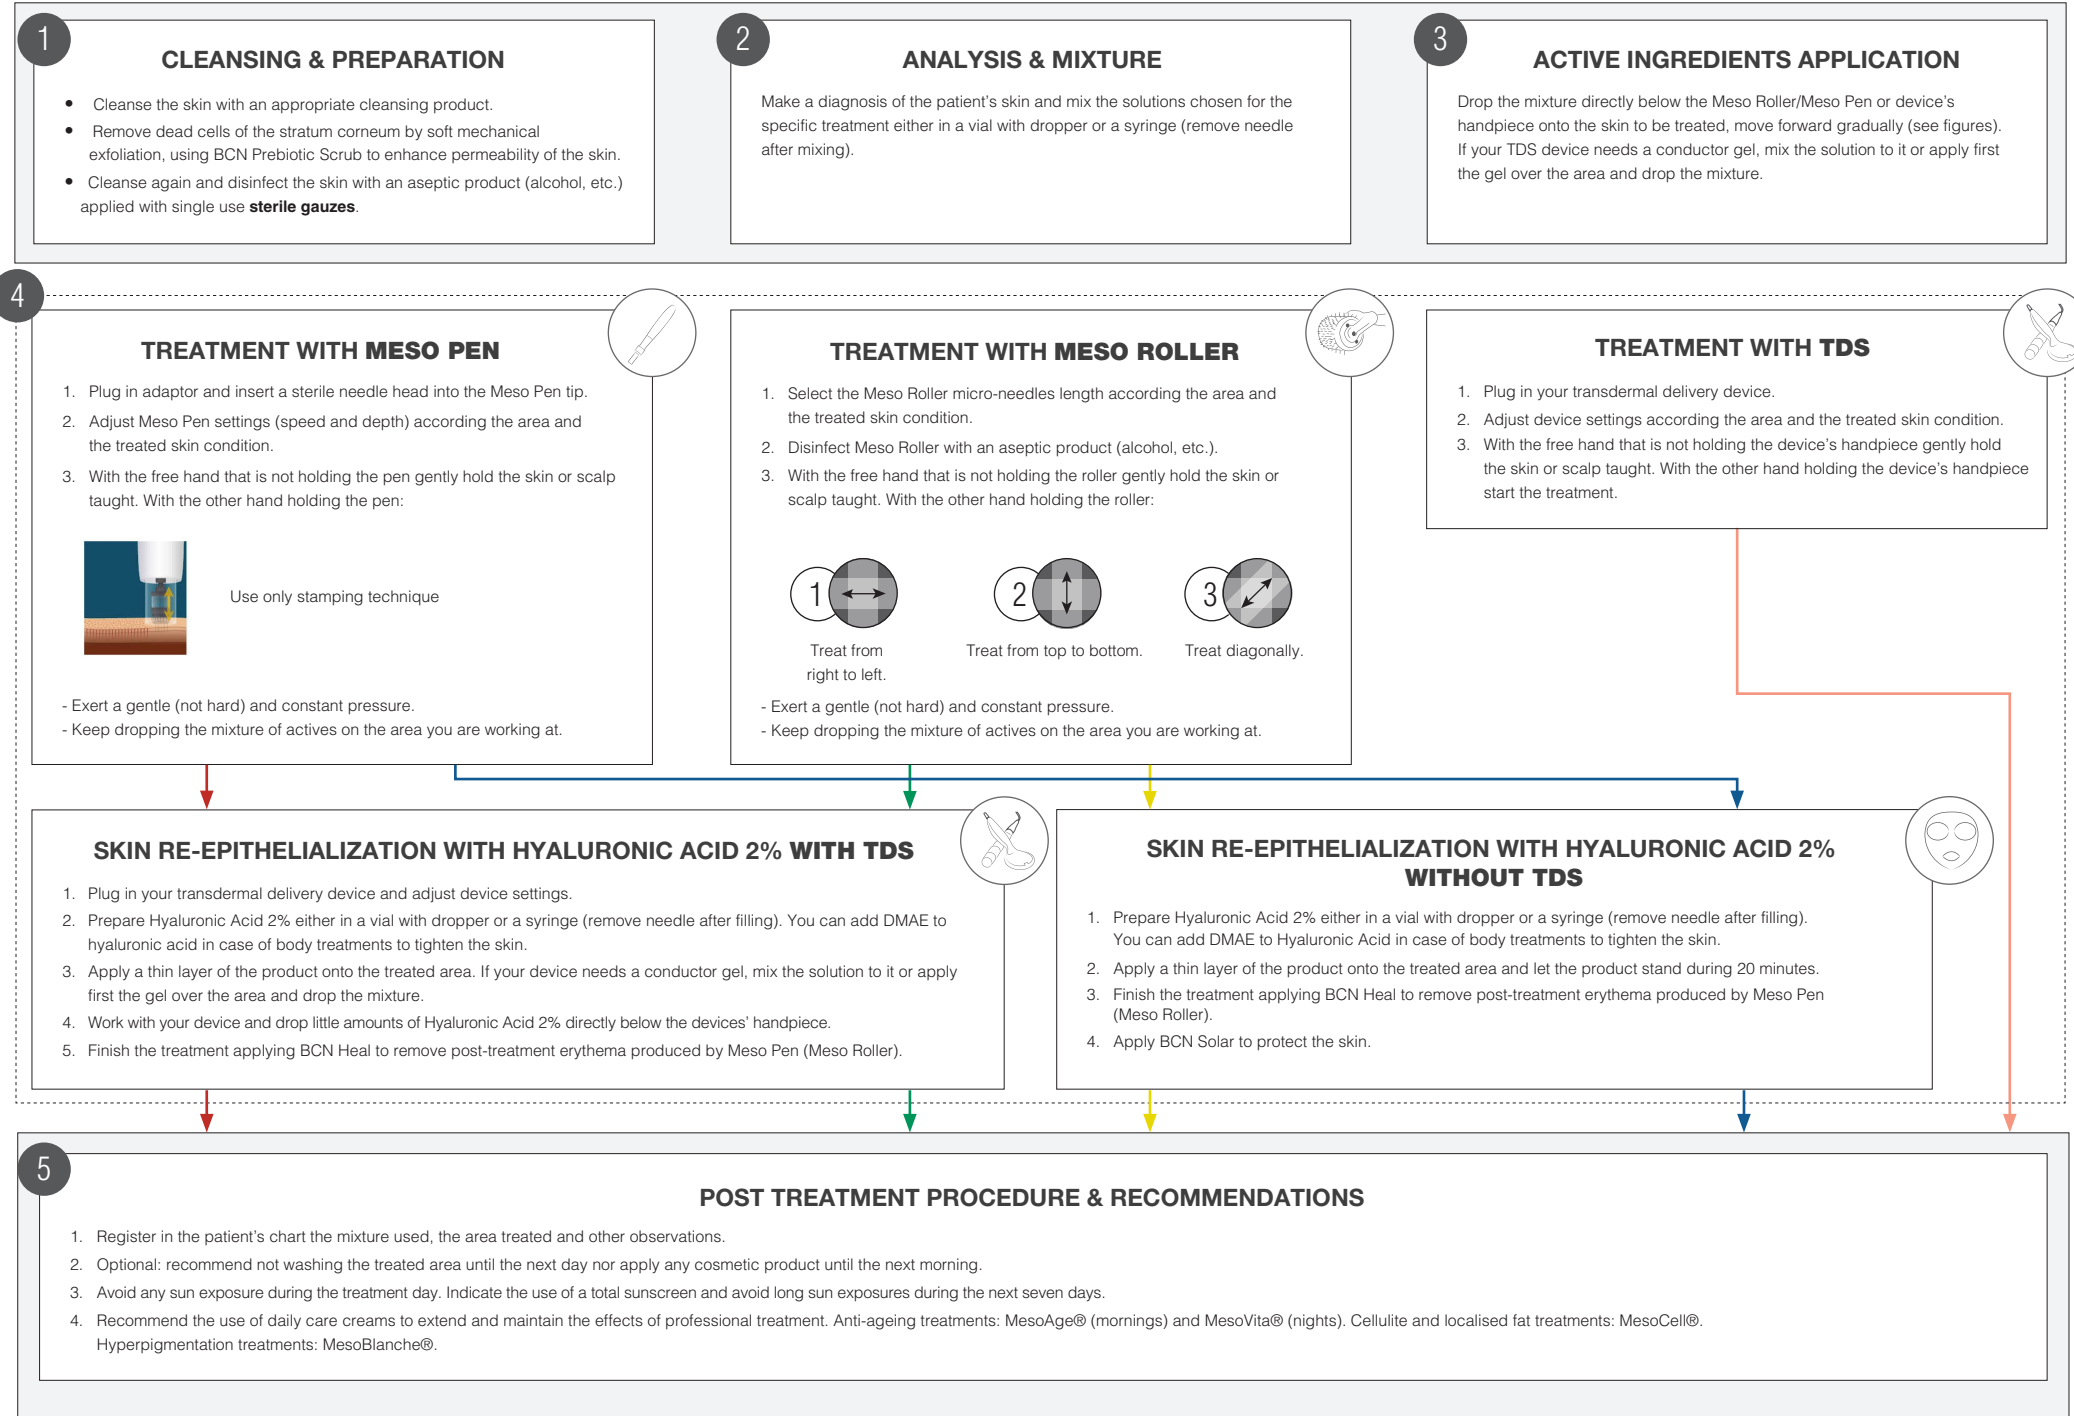 1
CLEANSING & PREPARATION
• Cleanse the skin with an appropriate cleansing product.
• Remove dead cells of the stratum corneum by soft mechanical
exfoliation, using BCN Prebiotic Scrub to enhance permeability of the skin.
• Cleanse again and disinfect the skin with an aseptic product (alcohol, etc.)
applied with single use sterile gauzes.
2
ANALYSIS & MIXTURE
Make a diagnosis of the patient's skin and mix the solutions chosen for the
specific treatment either in a vial with dropper or a syringe (remove needle
after mixing).
3
ACTIVE INGREDIENTS APPLICATION
Drop the mixture directly below the Meso Roller/Meso Pen or device's
handpiece onto the skin to be treated, move forward gradually (see figures).
If your TDS device needs a conductor gel, mix the solution to it or apply first
the gel over the area and drop the mixture.
4
TREATMENT WITH MESO PEN
1. Plug in adaptor and insert a sterile needle head into the Meso Pen tip.
2. Adjust Meso Pen settings (speed and depth) according the area and
the treated skin condition.
3. With the free hand that is not holding the pen gently hold the skin or scalp
taught. With the other hand holding the pen:
Use only stamping technique
- Exert a gentle (not hard) and constant pressure.
- Keep dropping the mixture of actives on the area you are working at.
TREATMENT WITH MESO ROLLER
1. Select the Meso Roller micro-needles length according the area and
the treated skin condition.
2. Disinfect Meso Roller with an aseptic product (alcohol, etc.).
3. With the free hand that is not holding the roller gently hold the skin or
scalp taught. With the other hand holding the roller:
1
Treat from
right to left.
2
Treat from top to bottom.
3
Treat diagonally.
- Exert a gentle (not hard) and constant pressure.
- Keep dropping the mixture of actives on the area you are working at.
TREATMENT WITH TDS
1. Plug in your transdermal delivery device.
2. Adjust device settings according the area and the treated skin condition.
3. With the free hand that is not holding the device's handpiece gently hold
the skin or scalp taught. With the other hand holding the device's handpiece
start the treatment.
SKIN RE-EPITHELIALIZATION WITH HYALURONIC ACID 2% WITH TDS
1. Plug in your transdermal delivery device and adjust device settings.
2. Prepare Hyaluronic Acid 2% either in a vial with dropper or a syringe (remove needle after filling). You can add DMAE to
hyaluronic acid in case of body treatments to tighten the skin.
3. Apply a thin layer of the product onto the treated area. If your device needs a conductor gel, mix the solution to it or apply
first the gel over the area and drop the mixture.
4. Work with your device and drop little amounts of Hyaluronic Acid 2% directly below the devices' handpiece.
5. Finish the treatment applying BCN Heal to remove post-treatment erythema produced by Meso Pen (Meso Roller).
SKIN RE-EPITHELIALIZATION WITH HYALURONIC ACID 2%
WITHOUT TDS
1. Prepare Hyaluronic Acid 2% either in a vial with dropper or a syringe (remove needle after filling).
You can add DMAE to Hyaluronic Acid in case of body treatments to tighten the skin.
2. Apply a thin layer of the product onto the treated area and let the product stand during 20 minutes.
3. Finish the treatment applying BCN Heal to remove post-treatment erythema produced by Meso Pen
(Meso Roller).
4. Apply BCN Solar to protect the skin.
5
POST TREATMENT PROCEDURE & RECOMMENDATIONS
1. Register in the patient's chart the mixture used, the area treated and other observations.
2. Optional: recommend not washing the treated area until the next day nor apply any cosmetic product until the next morning.
3. Avoid any sun exposure during the treatment day. Indicate the use of a total sunscreen and avoid long sun exposures during the next seven days.
4. Recommend the use of daily care creams to extend and maintain the effects of professional treatment. Anti-ageing treatments: MesoAge® (mornings) and MesoVita® (nights). Cellulite and localised fat treatments: MesoCell®.
Hyperpigmentation treatments: MesoBlanche®.